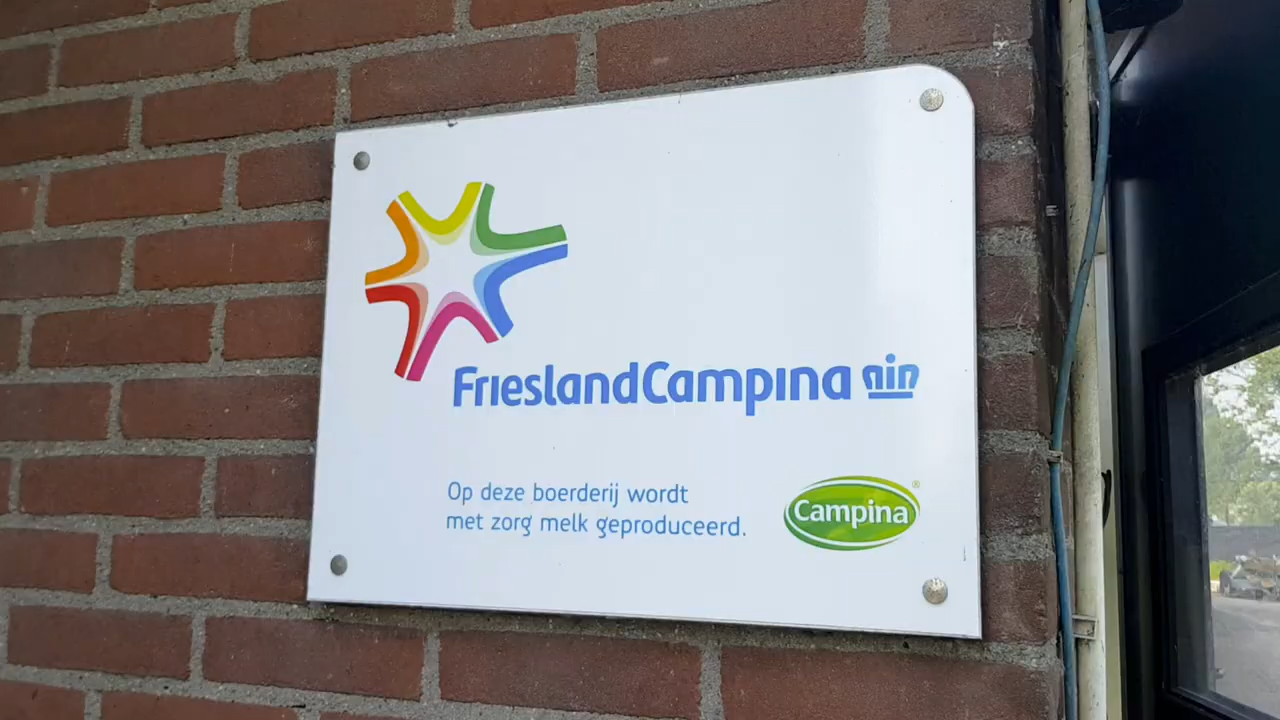 FrieslandCampina
Op deze boerderij wordt
met zorg melk geproduceerd.
Campina®